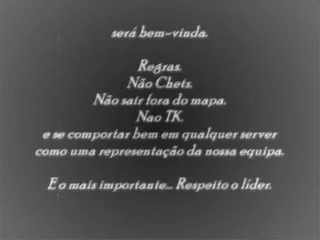 será bem-vinda.
Regras.
Não Chets.
Não sair fora do mapa.
Nao TK.
e se comportar bem em qualquer server
como uma representação da nossa equipa.
E o mais importante... Respeito o líder.